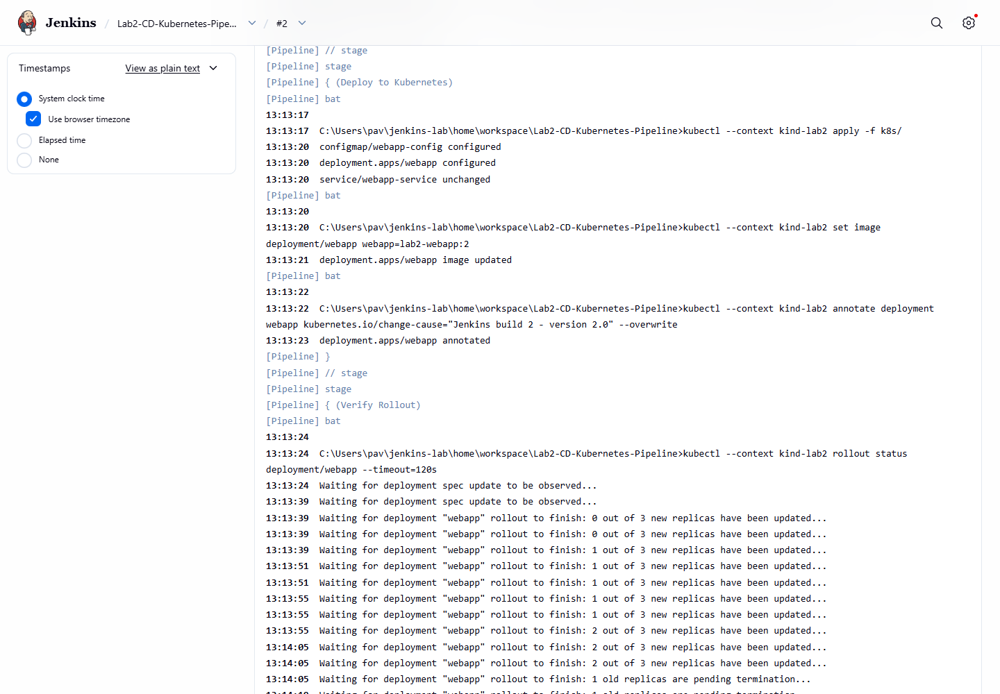 Jenkins / Lab2-CD-Kubernetes-Pipe... / #2
Timestamps View as plain text
System clock time
Use browser timezone
Elapsed time
None
[Pipeline] // stage
[Pipeline] stage
[Pipeline] { (Deploy to Kubernetes)
[Pipeline] bat
13:13:17
13:13:17 C:\Users\pav\jenkins-lab\home\workspace\Lab2-CD-Kubernetes-Pipeline>kubectl --context kind-lab2 apply -f k8s/
13:13:20 configmap/webapp-config configured
13:13:20 deployment.apps/webapp configured
13:13:20 service/webapp-service unchanged
[Pipeline] bat
13:13:20
13:13:20 C:\Users\pav\jenkins-lab\home\workspace\Lab2-CD-Kubernetes-Pipeline>kubectl --context kind-lab2 set image
deployment/webapp webapp=lab2-webapp:2
13:13:21 deployment.apps/webapp image updated
[Pipeline] bat
13:13:22
13:13:22 C:\Users\pav\jenkins-lab\home\workspace\Lab2-CD-Kubernetes-Pipeline>kubectl --context kind-lab2 annotate deployment
webapp kubernetes.io/change-cause="Jenkins build 2 - version 2.0" --overwrite
13:13:23 deployment.apps/webapp annotated
[Pipeline] }
[Pipeline] // stage
[Pipeline] stage
[Pipeline] { (Verify Rollout)
[Pipeline] bat
13:13:24
13:13:24 C:\Users\pav\jenkins-lab\home\workspace\Lab2-CD-Kubernetes-Pipeline>kubectl --context kind-lab2 rollout status
deployment/webapp --timeout=120s
13:13:24 Waiting for deployment spec update to be observed...
13:13:39 Waiting for deployment spec update to be observed...
13:13:39 Waiting for deployment "webapp" rollout to finish: 0 out of 3 new replicas have been updated...
13:13:39 Waiting for deployment "webapp" rollout to finish: 0 out of 3 new replicas have been updated...
13:13:39 Waiting for deployment "webapp" rollout to finish: 1 out of 3 new replicas have been updated...
13:13:51 Waiting for deployment "webapp" rollout to finish: 1 out of 3 new replicas have been updated...
13:13:51 Waiting for deployment "webapp" rollout to finish: 1 out of 3 new replicas have been updated...
13:13:55 Waiting for deployment "webapp" rollout to finish: 1 out of 3 new replicas have been updated...
13:13:55 Waiting for deployment "webapp" rollout to finish: 1 out of 3 new replicas have been updated...
13:13:55 Waiting for deployment "webapp" rollout to finish: 2 out of 3 new replicas have been updated...
13:14:05 Waiting for deployment "webapp" rollout to finish: 2 out of 3 new replicas have been updated...
13:14:05 Waiting for deployment "webapp" rollout to finish: 2 out of 3 new replicas have been updated...
13:14:05 Waiting for deployment "webapp" rollout to finish: 1 old replicas are pending termination...